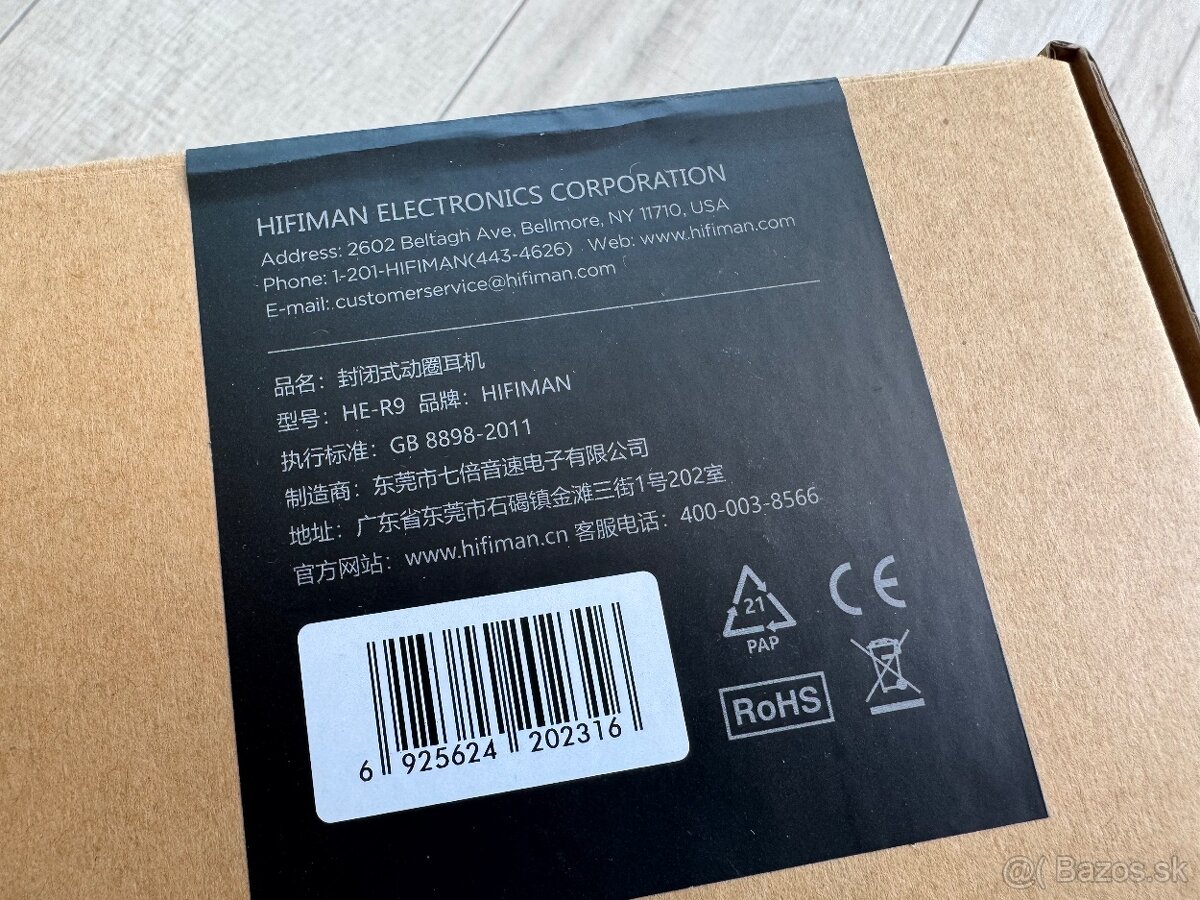 HIFIMAN ELECTRONICS CORPORATION
Address: 2602 Beltagh Ave, Bellmore, NY 11710, USA
Phone: 1-201-HIFIMAN(443-4626) Web: www.hifiman.com
E-mail: customerservice@hifiman.com
品名：封闭式动圈耳机
型号：HE-R9 品牌：HIFIMAN
执行标准：GB 8898-2011
制造商：东莞市七倍音速电子有限公司
地址：广东省东莞市石碣镇金滩三街1号202室
官方网站：www.hifiman.cn 客服电话：400-003-8566
21
PAP
CE
RoHS
6 925624 202316
@( Bazos.sk